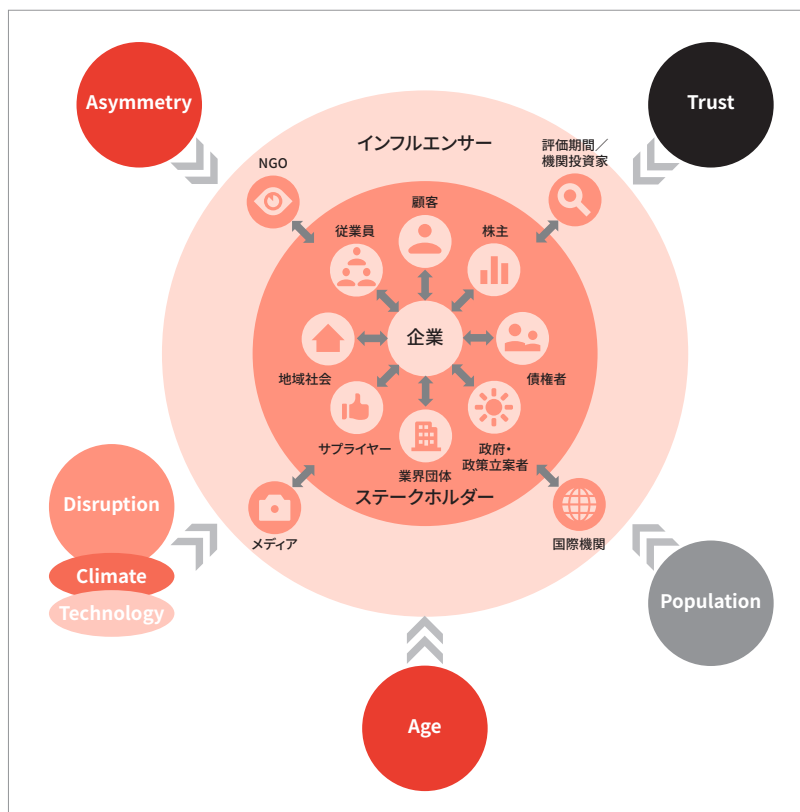 Asymmetry
Trust
インフルエンサー
NGO
評価期間／
機関投資家
顧客
従業員
株主
企業
地域社会
債権者
サプライヤー
政府・
政策立案者
業界団体
ステークホルダー
メディア
国際機関
Disruption
Climate
Technology
Population
Age